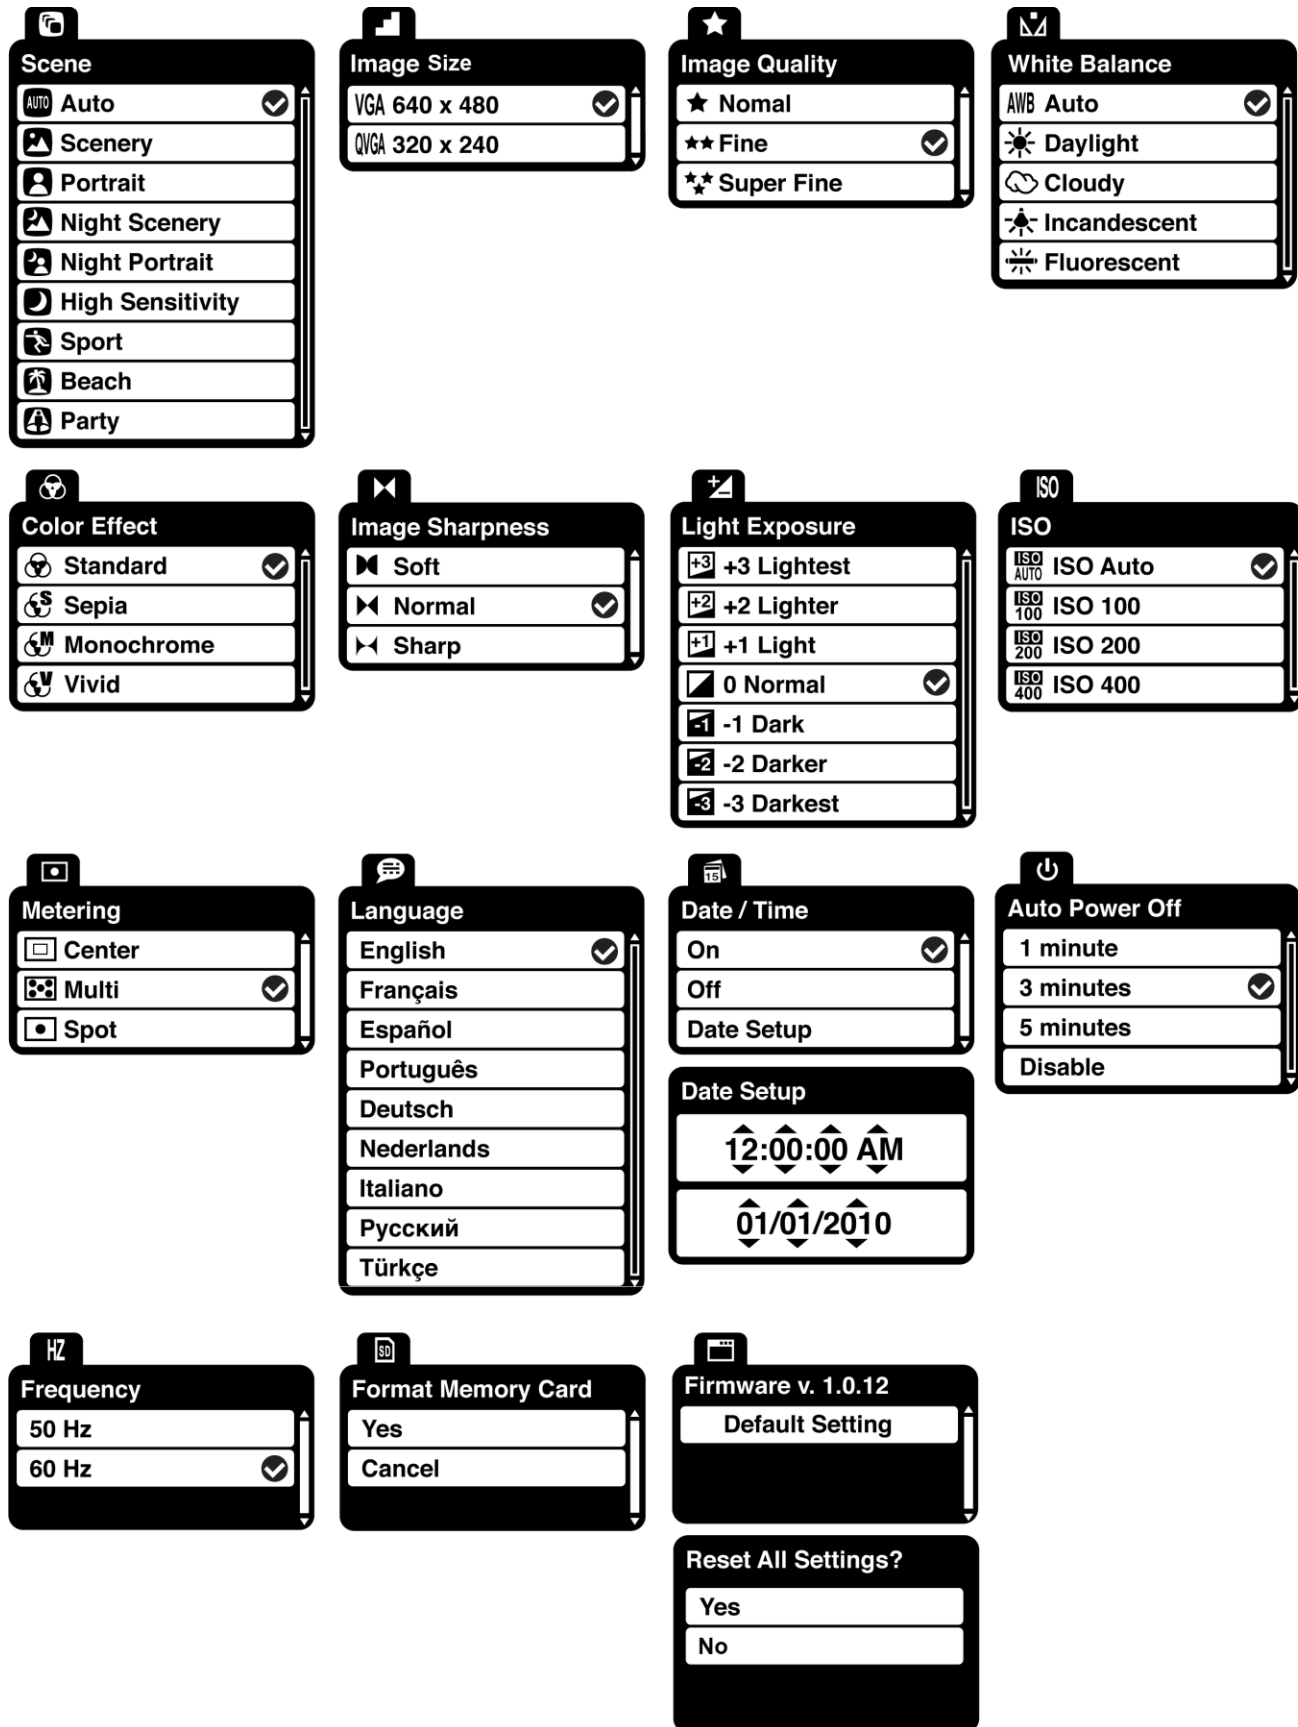 Scene
AUTO Auto
Scenery
Portrait
Night Scenery
Night Portrait
High Sensitivity
Sport
Beach
Party
Image Size
VGA 640 x 480
QVGA 320 x 240
Image Quality
Nomal
Fine
Super Fine
White Balance
AWB Auto
Daylight
Cloudy
Incandescent
Fluorescent
Color Effect
Standard
S Sepia
M Monochrome
V Vivid
Image Sharpness
Soft
Normal
Sharp
Light Exposure
+3 +3 Lightest
+2 +2 Lighter
+1 +1 Light
0 Normal
-1 -1 Dark
-2 -2 Darker
-3 -3 Darkest
ISO
ISO
ISO AUTO ISO Auto
ISO 100 ISO 100
ISO 200 ISO 200
ISO 400 ISO 400
Metering
Center
Multi
Spot
Language
English
Français
Español
Português
Deutsch
Nederlands
Italiano
Русский
Türkçe
15
Date / Time
On
Off
Date Setup
Date Setup
12:00:00 AM
01/01/2010
Auto Power Off
1 minute
3 minutes
5 minutes
Disable
HZ
Frequency
50 Hz
60 Hz
SD
Format Memory Card
Yes
Cancel
Firmware v. 1.0.12
Default Setting
Reset All Settings?
Yes
No